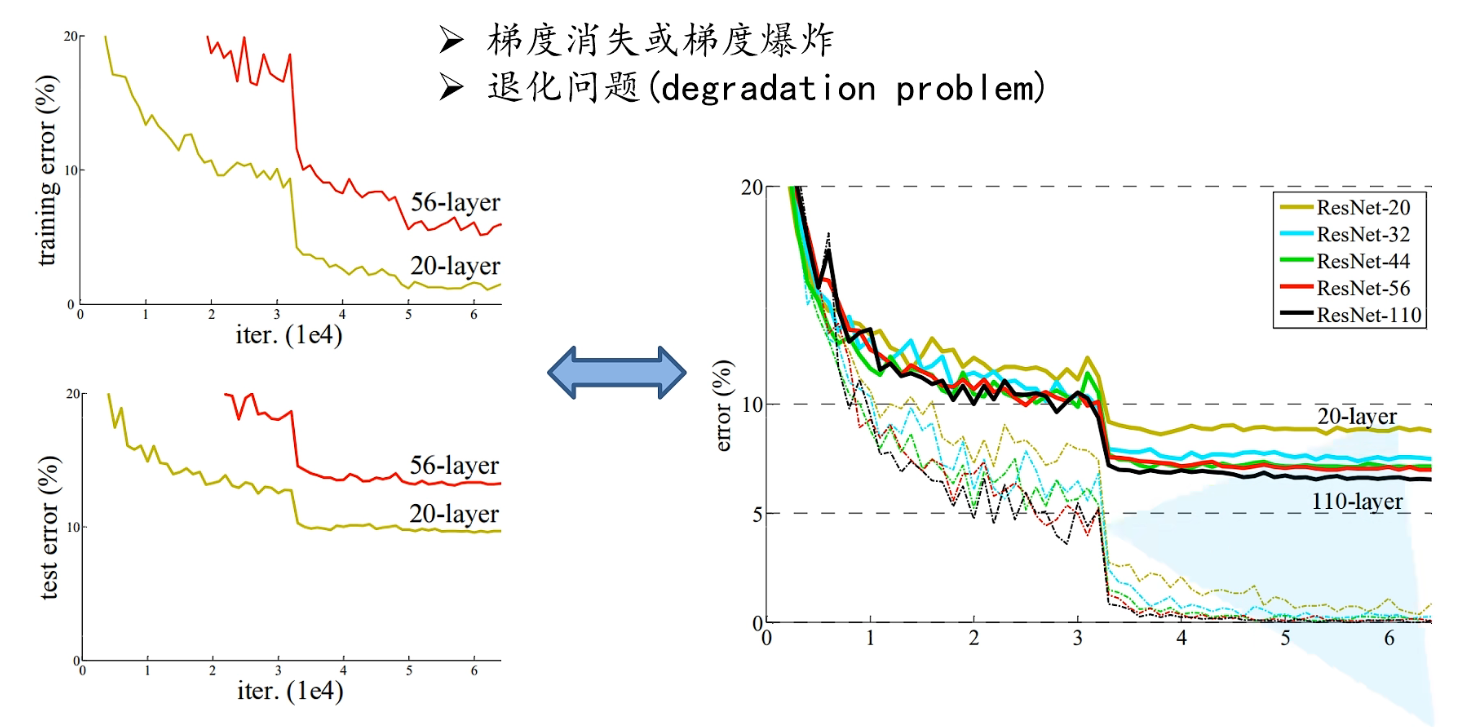 ➢ 梯度消失或梯度爆炸
➢ 退化问题(degradation problem)
20
10
0
training error (%)
56-layer
20-layer
0 1 2 3 4 5 6
iter. (1e4)
20
10
0
test error (%)
56-layer
20-layer
0 1 2 3 4 5 6
iter. (1e4)
20
10
5
0
error (%)
ResNet-20
ResNet-32
ResNet-44
ResNet-56
ResNet-110
20-layer
110-layer
0 1 2 3 4 5 6